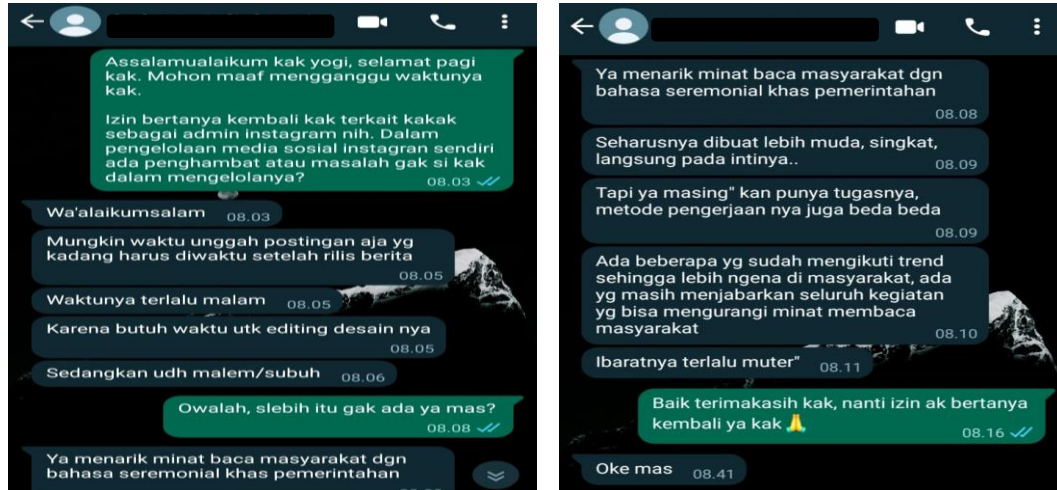 Assalamualaikum kak yogi, selamat pagi
kak. Mohon maaf mengganggu waktunya
kak.
Izin bertanya kembali kak terkait kakak
sebagai admin instagram nih. Dalam
pengelolaan media sosial instagran sendiri
ada penghambat atau masalah gak si kak
dalam mengelolanya?
08.03
Wa'alaikumsalam 08.03
Mungkin waktu unggah postingan aja yg
kadang harus diwaktu setelah rilis berita
08.05
Waktunya terlalu malam 08.05
Karena butuh waktu utk editing desain nya
08.05
Sedangkan udh malem/subuh 08.06
Owalah, slebih itu gak ada ya mas?
08.08
Ya menarik minat baca masyarakat dgn
bahasa seremonial khas pemerintahan
Ya menarik minat baca masyarakat dgn
bahasa seremonial khas pemerintahan
08.08
Seharusnya dibuat lebih muda, singkat,
langsung pada intinya.. 08.09
Tapi ya masing" kan punya tugasnya,
metode pengerjaan nya juga beda beda
08.09
Ada beberapa yg sudah mengikuti trend
sehingga lebih ngena di masyarakat, ada
yg masih menjabarkan seluruh kegiatan
yg bisa mengurangi minat membaca
masyarakat 08.10
Ibaratnya terlalu muter" 08.11
Baik terimakasih kak, nanti izin ak bertanya
kembali ya kak 🙏 08.16
Oke mas 08.41